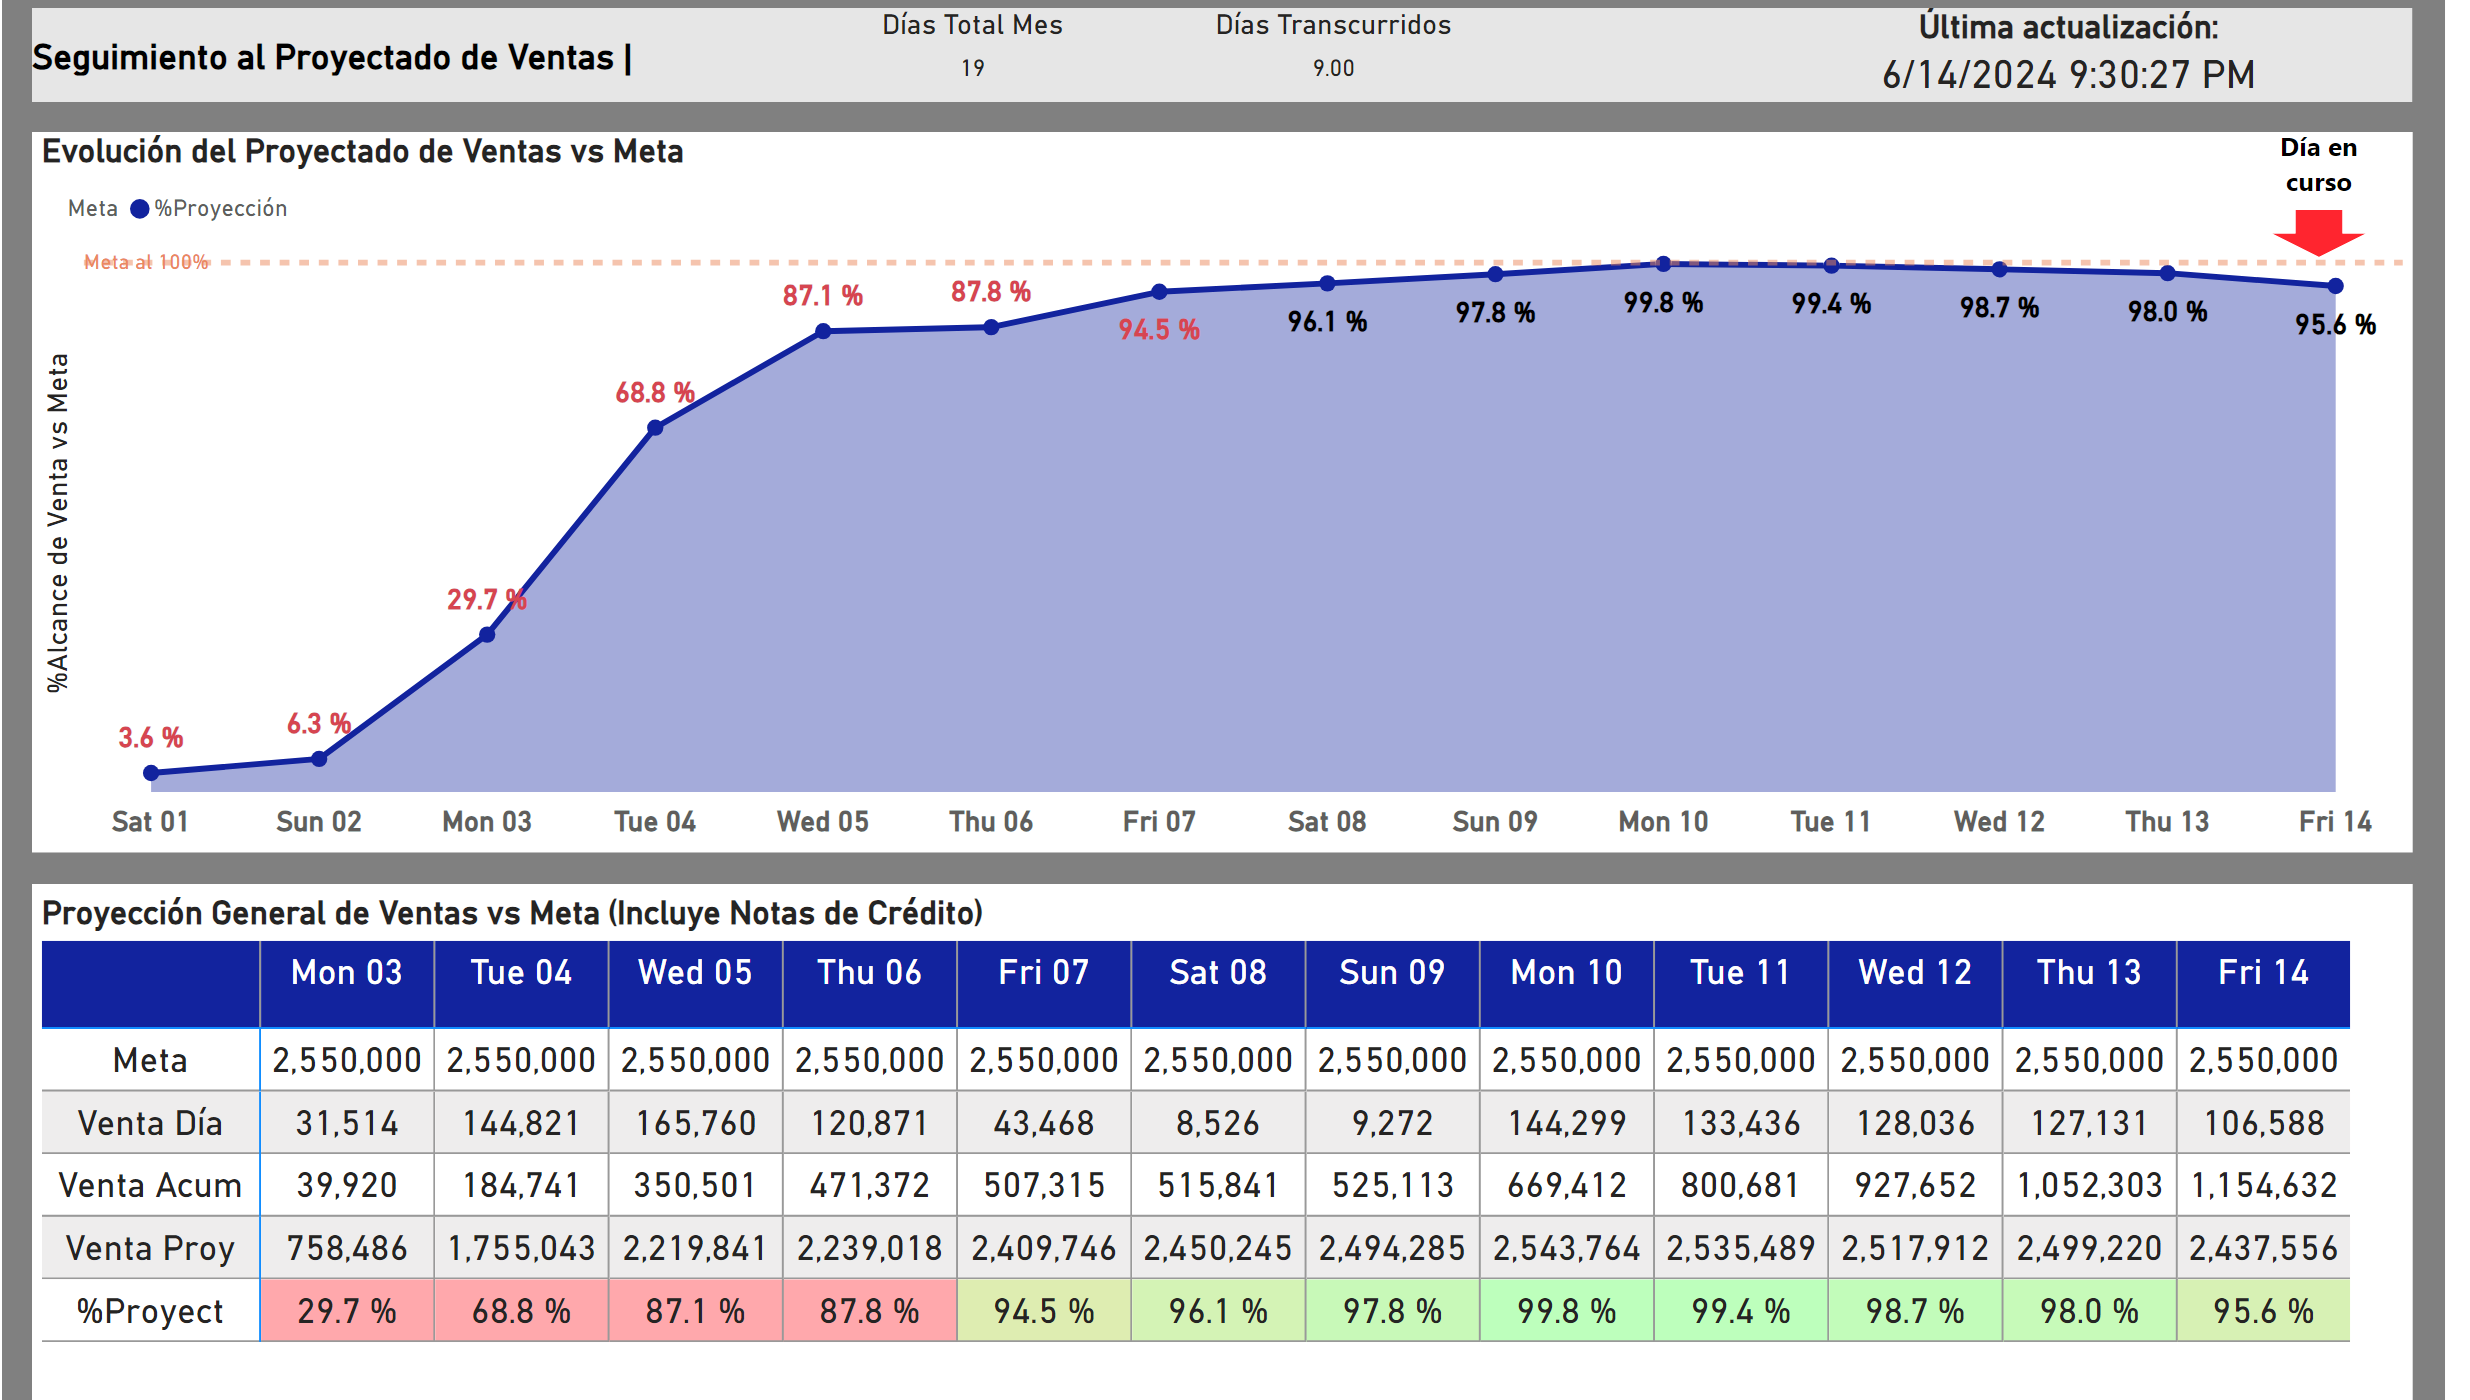 Seguimiento al Proyectado de Ventas |
Días Total Mes
19
Días Transcurridos
9.00
Última actualización:
6/14/2024 9:30:27 PM
Evolución del Proyectado de Ventas vs Meta
Día en
curso
Meta %Proyección
Meta al 100%
%Alcance de Venta vs Meta
3.6 % 6.3 % 29.7 % 68.8 % 87.1 % 87.8 % 94.5 % 96.1 % 97.8 % 99.8 % 99.4 % 98.7 % 98.0 % 95.6 %
Sat 01 Sun 02 Mon 03 Tue 04 Wed 05 Thu 06 Fri 07 Sat 08 Sun 09 Mon 10 Tue 11 Wed 12 Thu 13 Fri 14
Proyección General de Ventas vs Meta (Incluye Notas de Crédito)
Mon 03 Tue 04 Wed 05 Thu 06 Fri 07 Sat 08 Sun 09 Mon 10 Tue 11 Wed 12 Thu 13 Fri 14
Meta 2,550,000 2,550,000 2,550,000 2,550,000 2,550,000 2,550,000 2,550,000 2,550,000 2,550,000 2,550,000 2,550,000 2,550,000
Venta Día 31,514 144,821 165,760 120,871 43,468 8,526 9,272 144,299 133,436 128,036 127,131 106,588
Venta Acum 39,920 184,741 350,501 471,372 507,315 515,841 525,113 669,412 800,681 927,652 1,052,303 1,154,632
Venta Proy 758,486 1,755,043 2,219,841 2,239,018 2,409,746 2,450,245 2,494,285 2,543,764 2,535,489 2,517,912 2,499,220 2,437,556
%Proyect 29.7 % 68.8 % 87.1 % 87.8 % 94.5 % 96.1 % 97.8 % 99.8 % 99.4 % 98.7 % 98.0 % 95.6 %